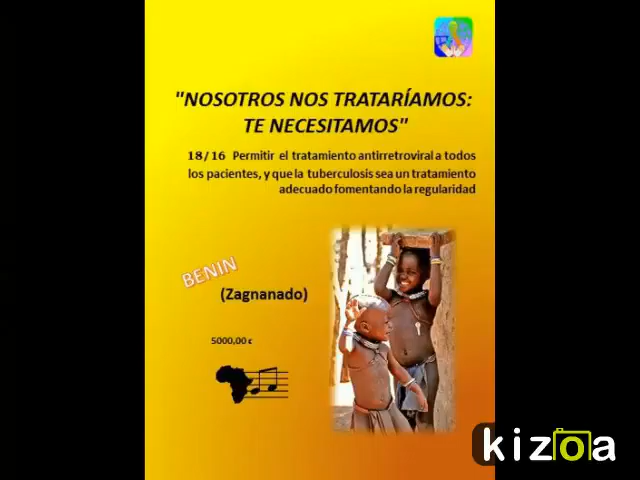 "NOSOTROS NOS TRATARÍAMOS:
TE NECESITAMOS"
18/16 Permitir el tratamiento antirretroviral a todos
los pacientes, y que la tuberculosis sea un tratamiento
adecuado fomentando la regularidad
BENIN
(Zagnanado)
5000,00 €
kizoa